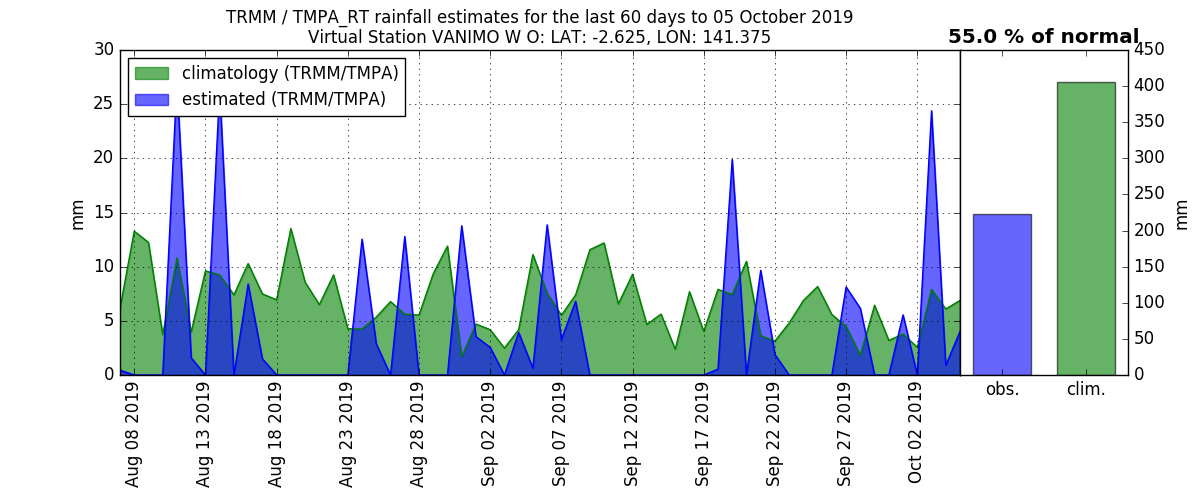 TRMM / TMPA_RT rainfall estimates for the last 60 days to 05 October 2019
Virtual Station VANIMO W O: LAT: -2.625, LON: 141.375
55.0 % of normal
climatology (TRMM/TMPA)
estimated (TRMM/TMPA)
30
25
20
15
10
5
0
mm
Aug 08 2019
Aug 13 2019
Aug 18 2019
Aug 23 2019
Aug 28 2019
Sep 02 2019
Sep 07 2019
Sep 12 2019
Sep 17 2019
Sep 22 2019
Sep 27 2019
Oct 02 2019
450
400
350
300
250
200
150
100
50
0
mm
obs.
clim.